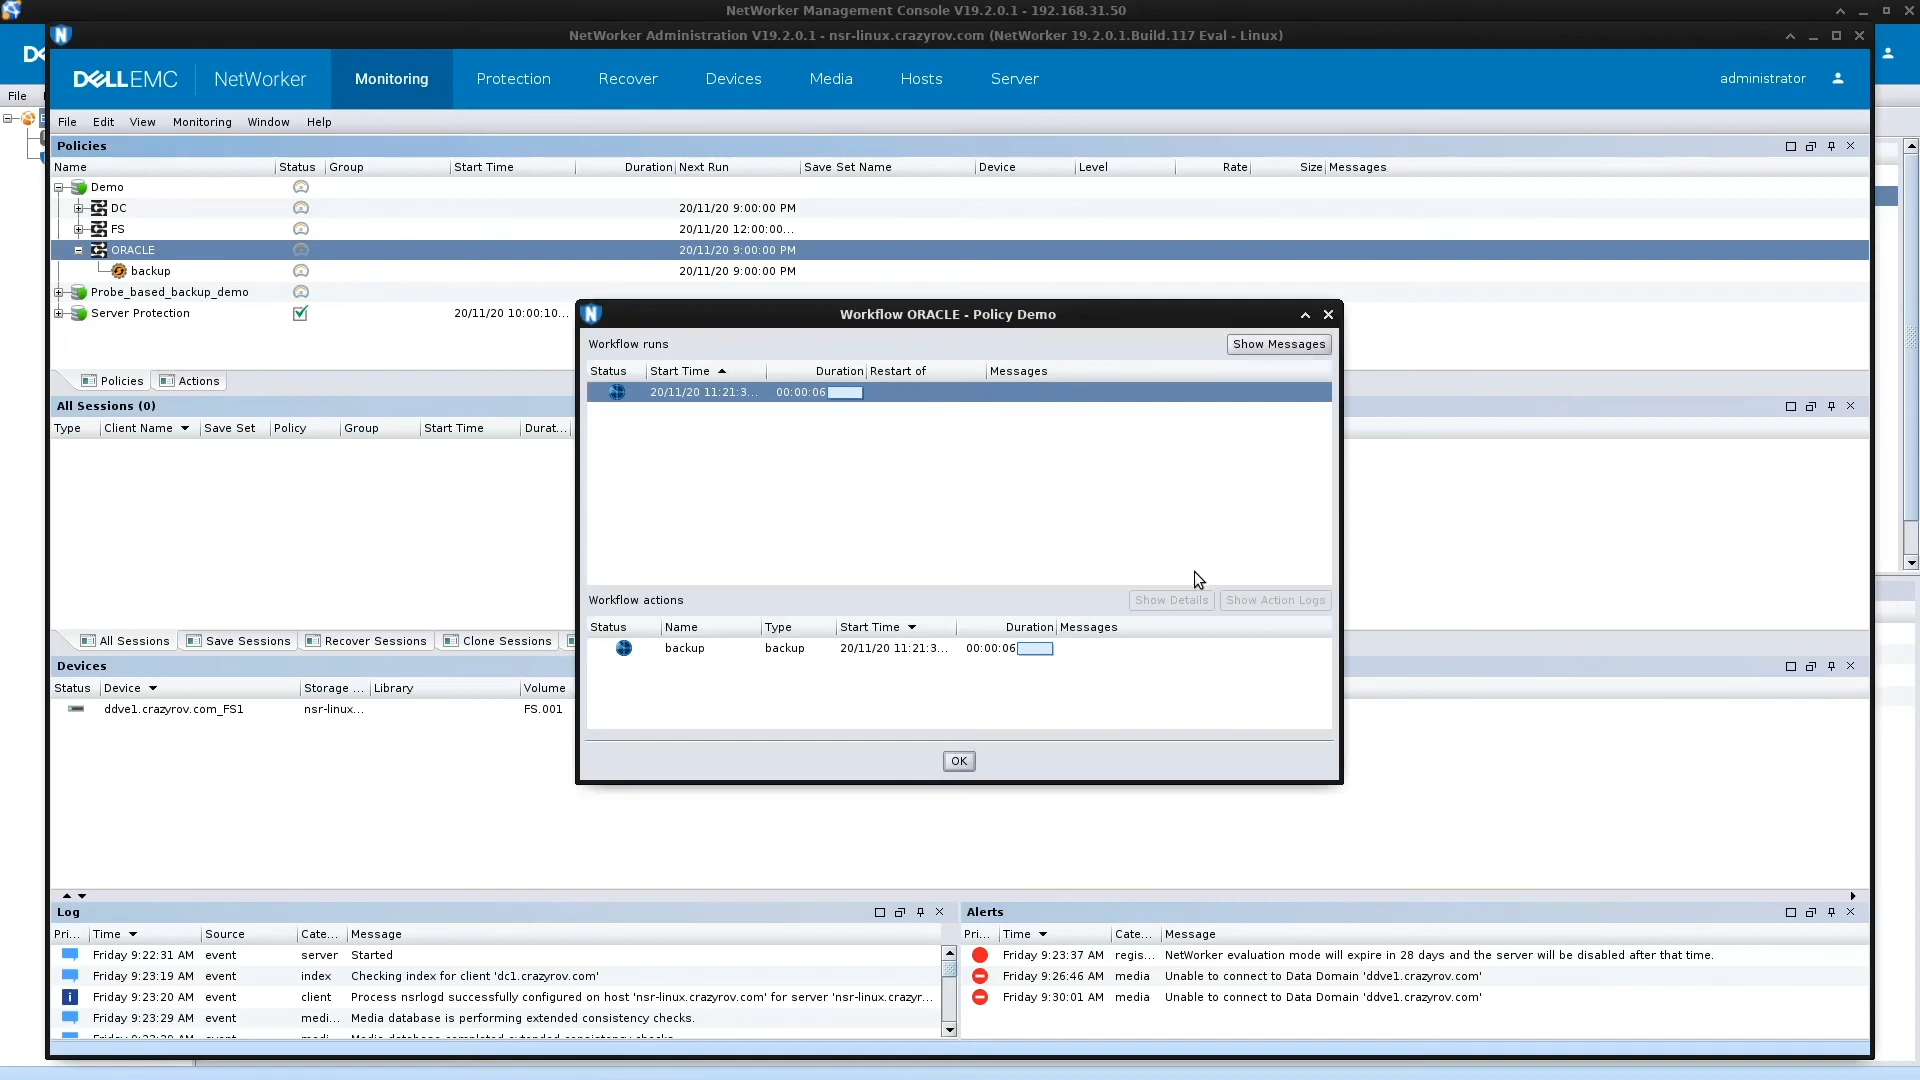 NetWorker Management Console V19.2.0.1 - 192.168.31.50
NetWorker Administration V19.2.0.1 - nsr-linux.crazyrov.com (NetWorker 19.2.0.1.Build.117 Eval - Linux)
DELLEMC NetWorker Monitoring Protection Recover Devices Media Hosts Server administrator
File
File Edit View Monitoring Window Help
Policies
Name Status Group Start Time Duration Next Run Save Set Name Device Level Rate Size Messages
Demo
DC 20/11/20 9:00:00 PM
FS 20/11/20 12:00:00...
ORACLE 20/11/20 9:00:00 PM
backup 20/11/20 9:00:00 PM
Probe_based_backup_demo
Server Protection 20/11/20 10:00:10...
Policies Actions
All Sessions (0)
Type Client Name Save Set Policy Group Start Time Durat...
All Sessions Save Sessions Recover Sessions Clone Sessions
Devices
Status Device Storage ... Library Volume
ddve1.crazyrov.com_FS1 nsr-linux... FS.001
Workflow ORACLE - Policy Demo
Workflow runs Show Messages
Status Start Time Duration Restart of Messages
20/11/20 11:21:3... 00:00:06
Workflow actions Show Details Show Action Logs
Status Name Type Start Time Duration Messages
backup backup 20/11/20 11:21:3... 00:00:06
OK
Log
Pri... Time Source Cate... Message
Friday 9:22:31 AM event server Started
Friday 9:23:19 AM event index Checking index for client 'dc1.crazyrov.com'
Friday 9:23:20 AM event client Process nsrlogd successfully configured on host 'nsr-linux.crazyrov.com' for server 'nsr-linux.crazyr...
Friday 9:23:29 AM event medi... Media database is performing extended consistency checks.
Alerts
Pri... Time Cate... Message
Friday 9:23:37 AM regis... NetWorker evaluation mode will expire in 28 days and the server will be disabled after that time.
Friday 9:26:46 AM media Unable to connect to Data Domain 'ddve1.crazyrov.com'
Friday 9:30:01 AM media Unable to connect to Data Domain 'ddve1.crazyrov.com'